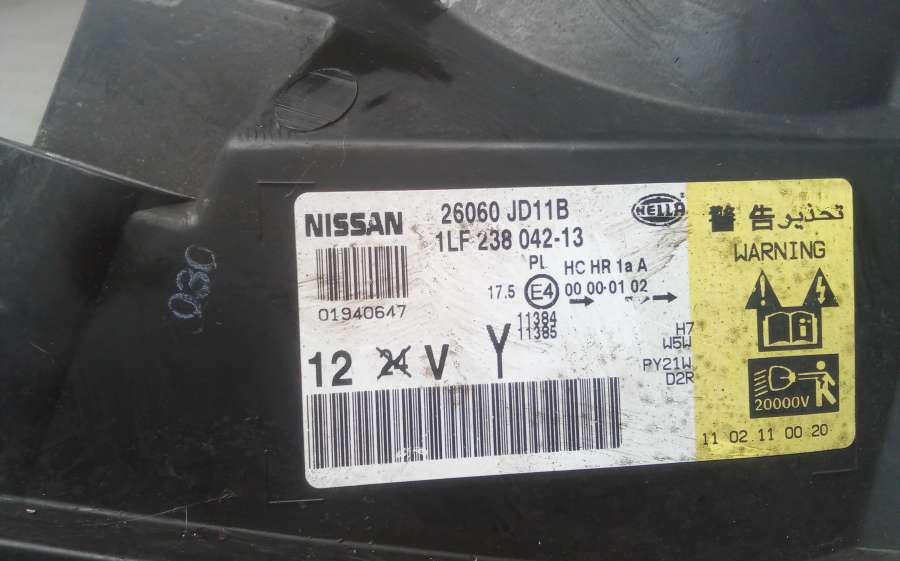 NISSAN
26060 JD11B
1LF 238 042-13
HELLA
01940647
PL
HC HR 1a A
17.5 E4 00 00-01 02
11384
11385
12 24 V Y
H7
W5W
PY21W
D2R
警告 تحذير
WARNING
20000V
11 02 11 00 20
030